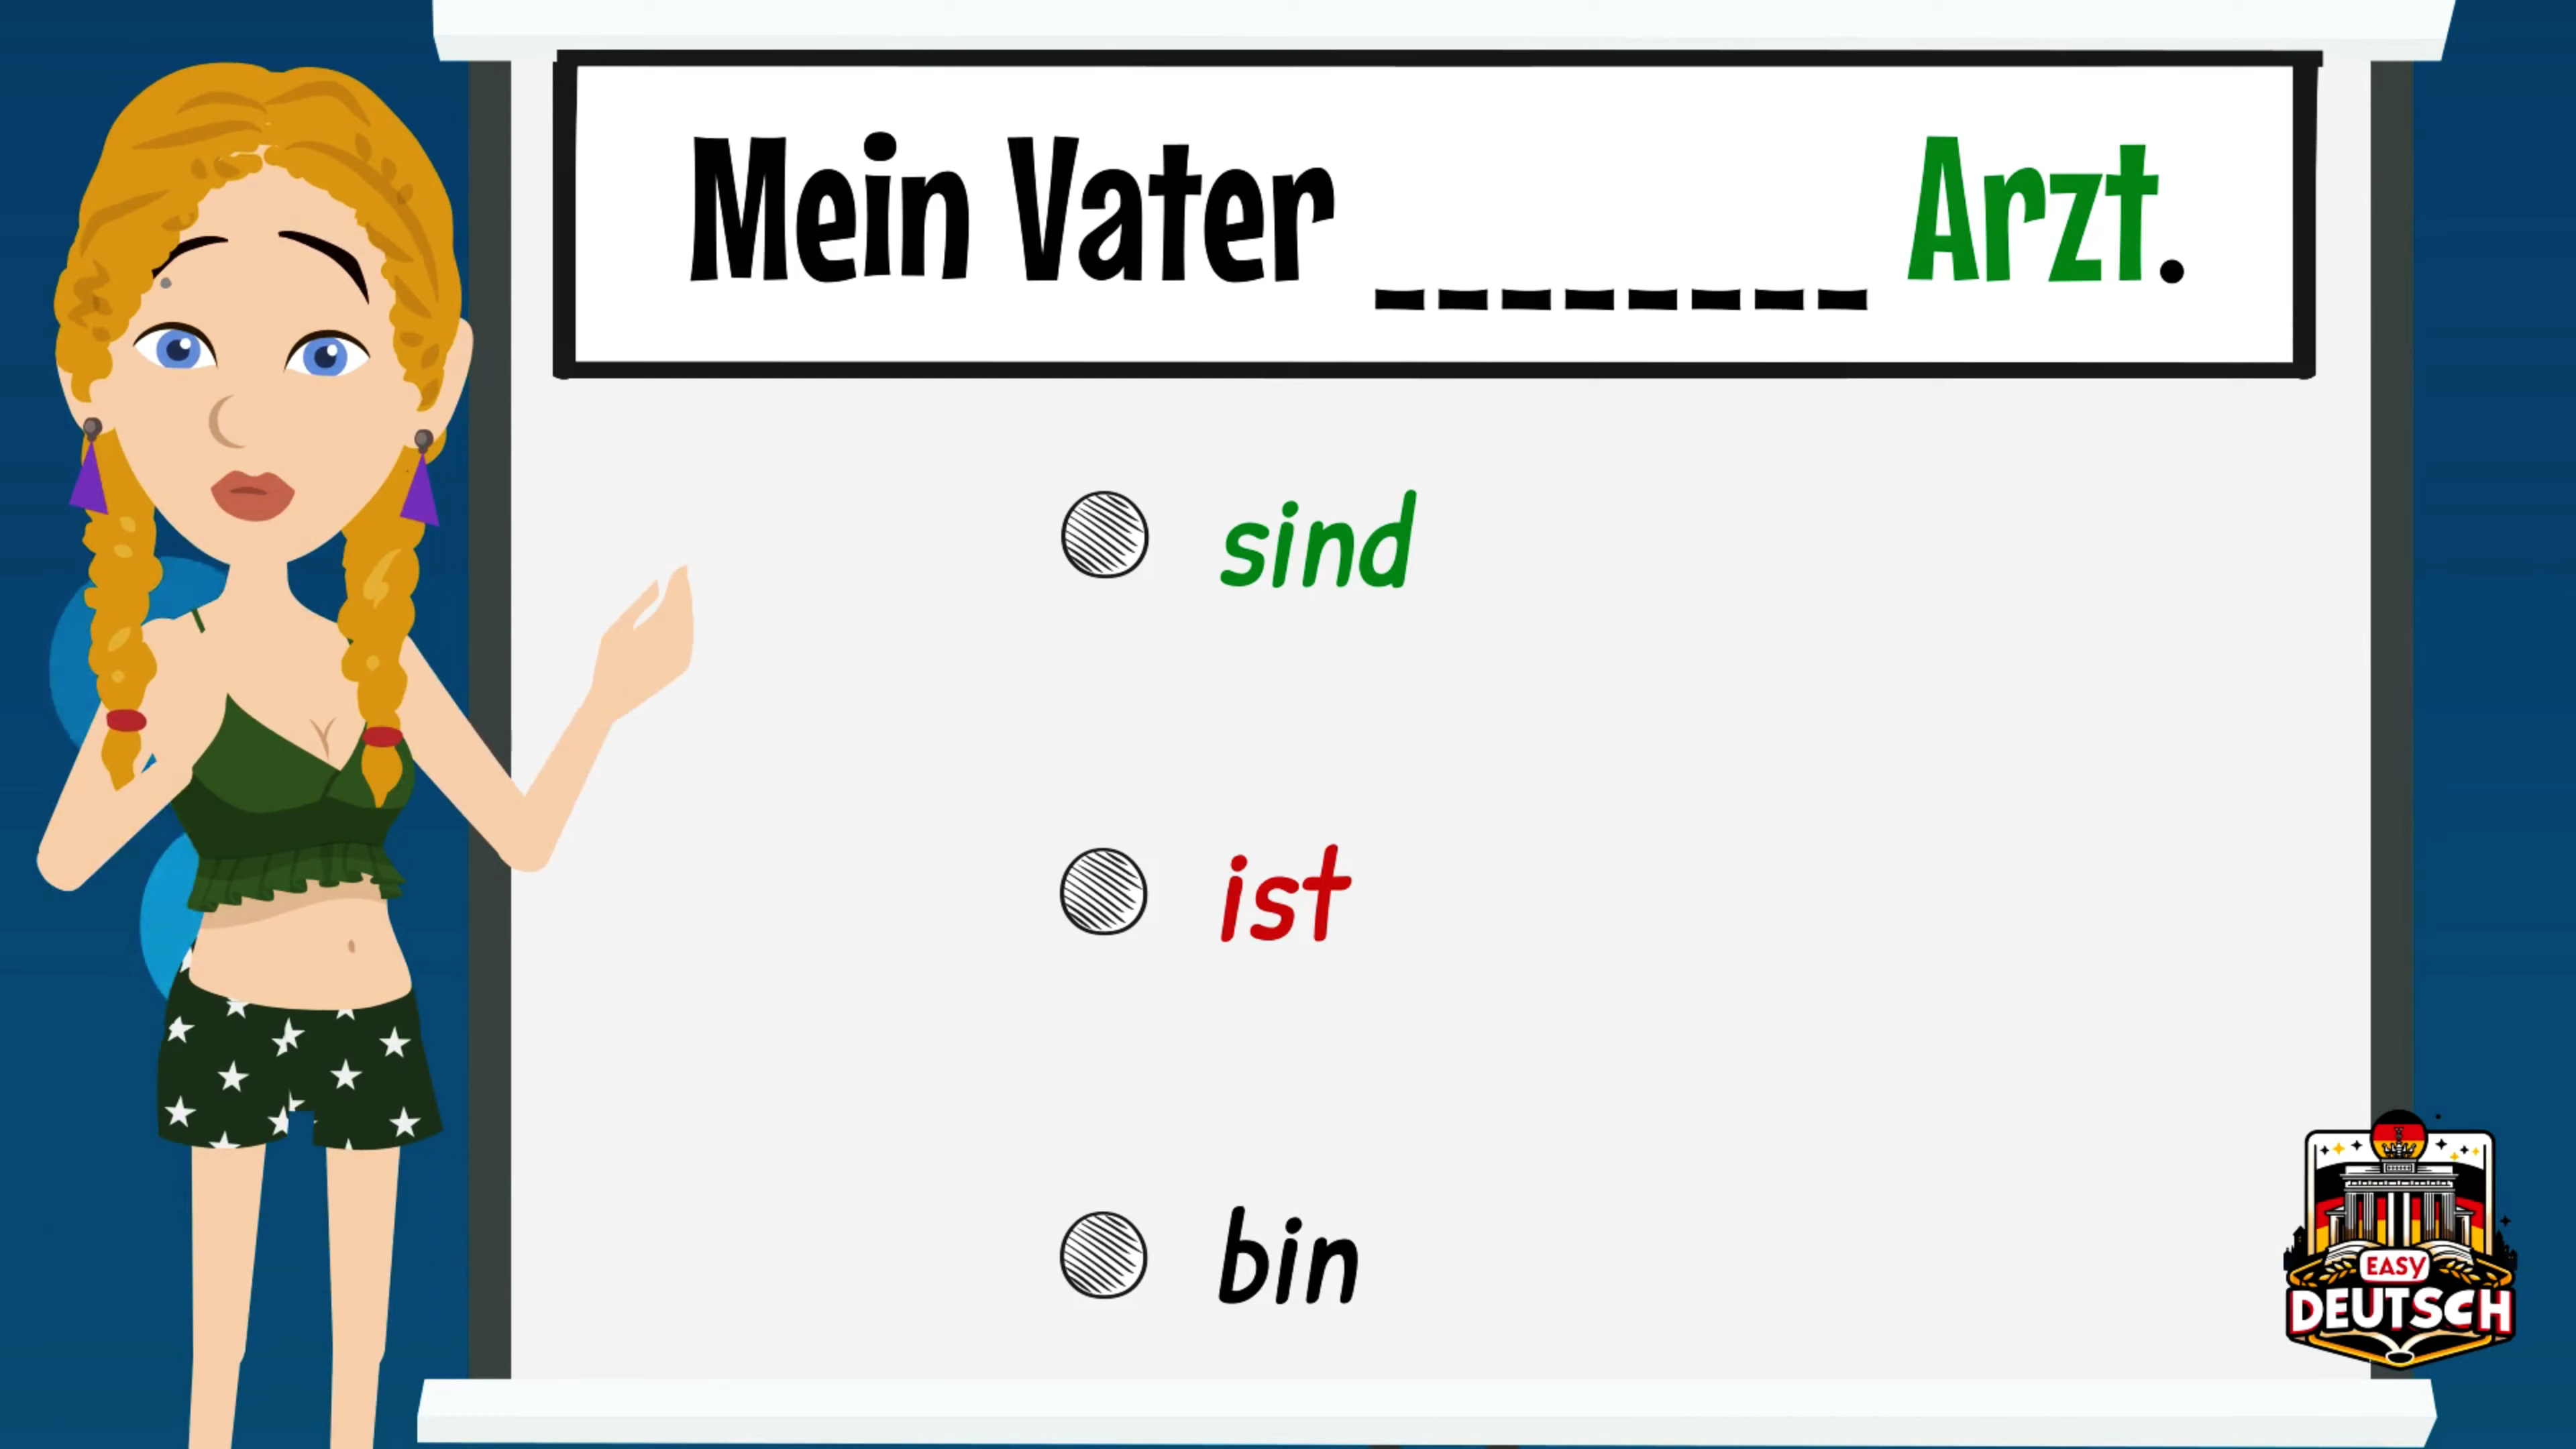 Mein Vater ________ Arzt.
sind
ist
bin
EASY
DEUTSCH